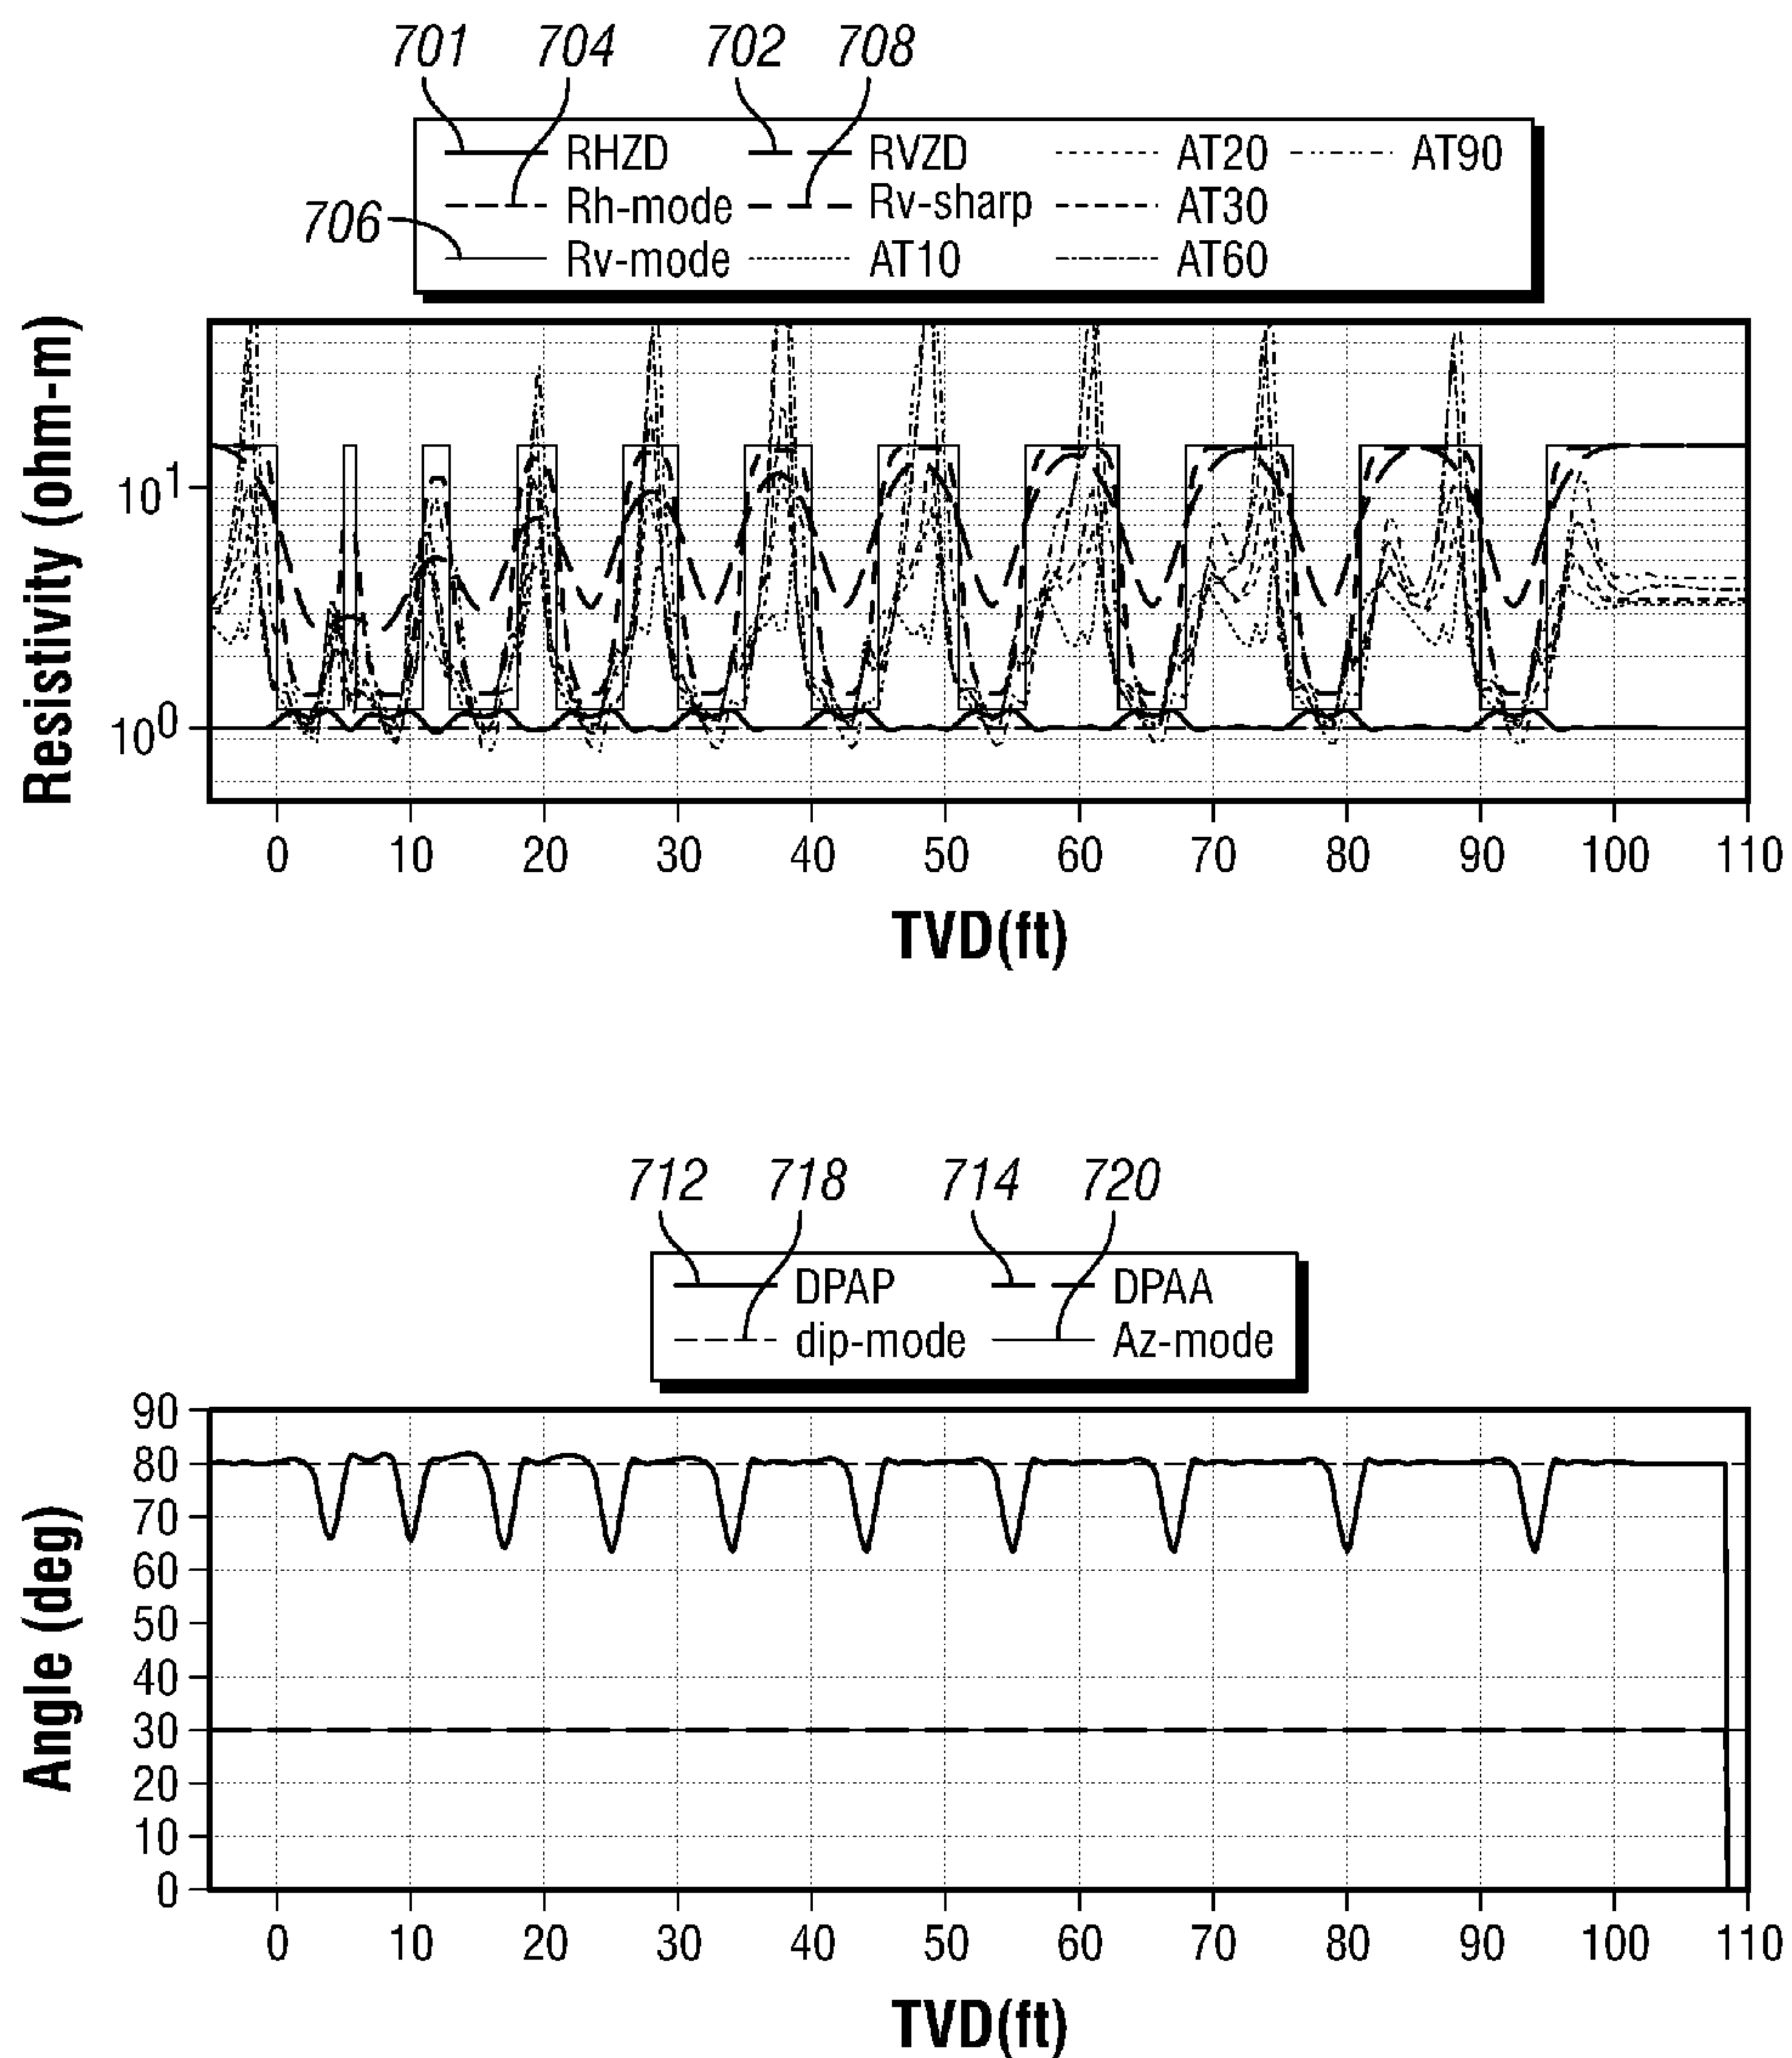 701 704 702 708
RHZD RVZD AT20 AT90
Rh-mode Rv-sharp AT30
706
Rv-mode AT10 AT60
Resistivity (ohm-m)
10¹
10⁰
0 10 20 30 40 50 60 70 80 90 100 110
TVD(ft)
712 718 714 720
DPAP DPAA
dip-mode Az-mode
Angle (deg)
90
80
70
60
50
40
30
20
10
0
0 10 20 30 40 50 60 70 80 90 100 110
TVD(ft)